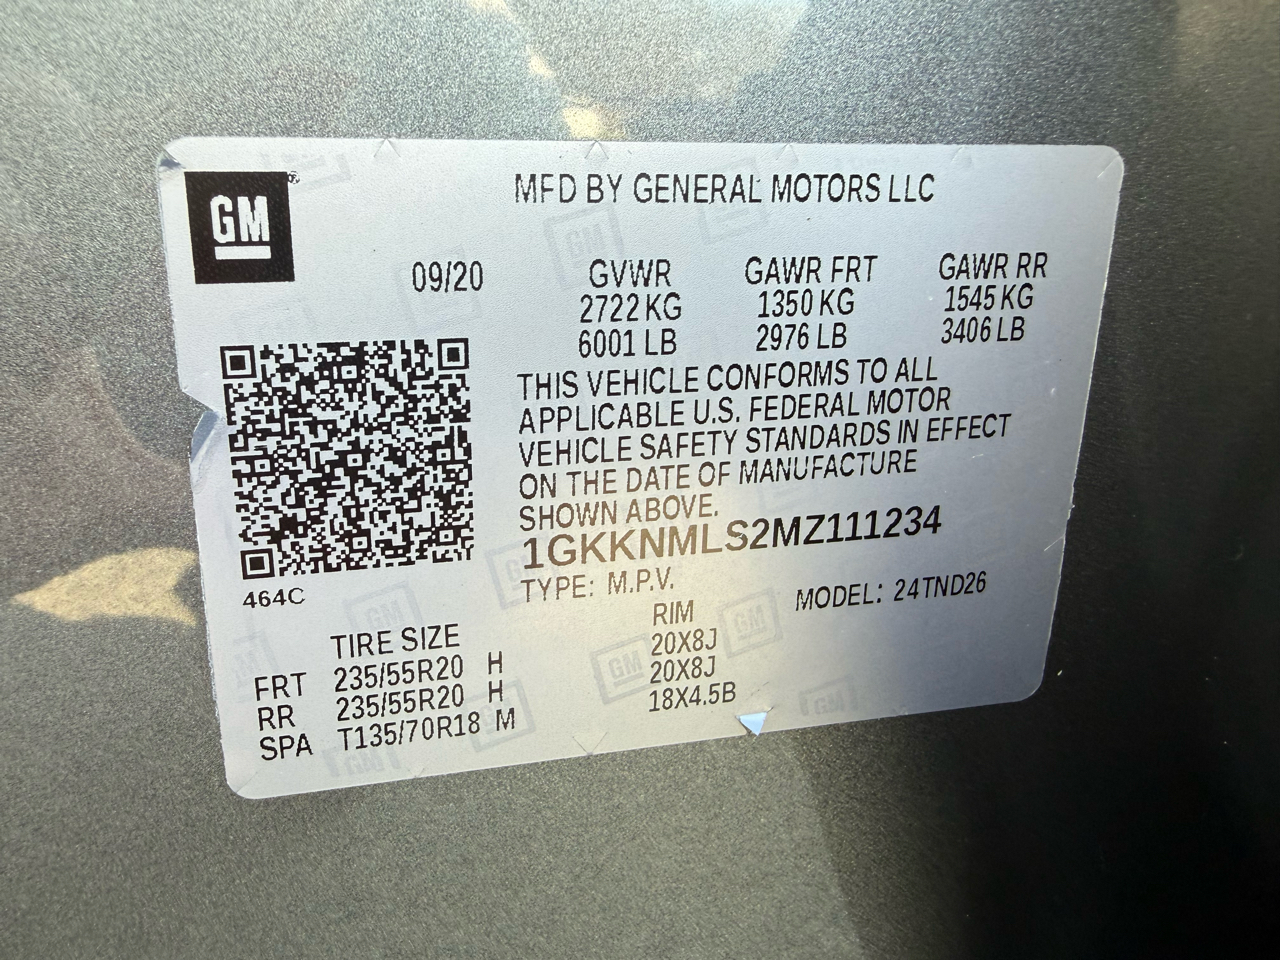 GM®
MFD BY GENERAL MOTORS LLC
09/20 GVWR GAWR FRT GAWR RR
2722 KG 1350 KG 1545 KG
6001 LB 2976 LB 3406 LB
THIS VEHICLE CONFORMS TO ALL
APPLICABLE U.S. FEDERAL MOTOR
VEHICLE SAFETY STANDARDS IN EFFECT
ON THE DATE OF MANUFACTURE
SHOWN ABOVE.
1GKKNMLS2MZ111234
TYPE: M.P.V. MODEL: 24TND26
464C
TIRE SIZE RIM
FRT 235/55R20 H 20X8J
RR 235/55R20 H 20X8J
SPA T135/70R18 M 18X4.5B